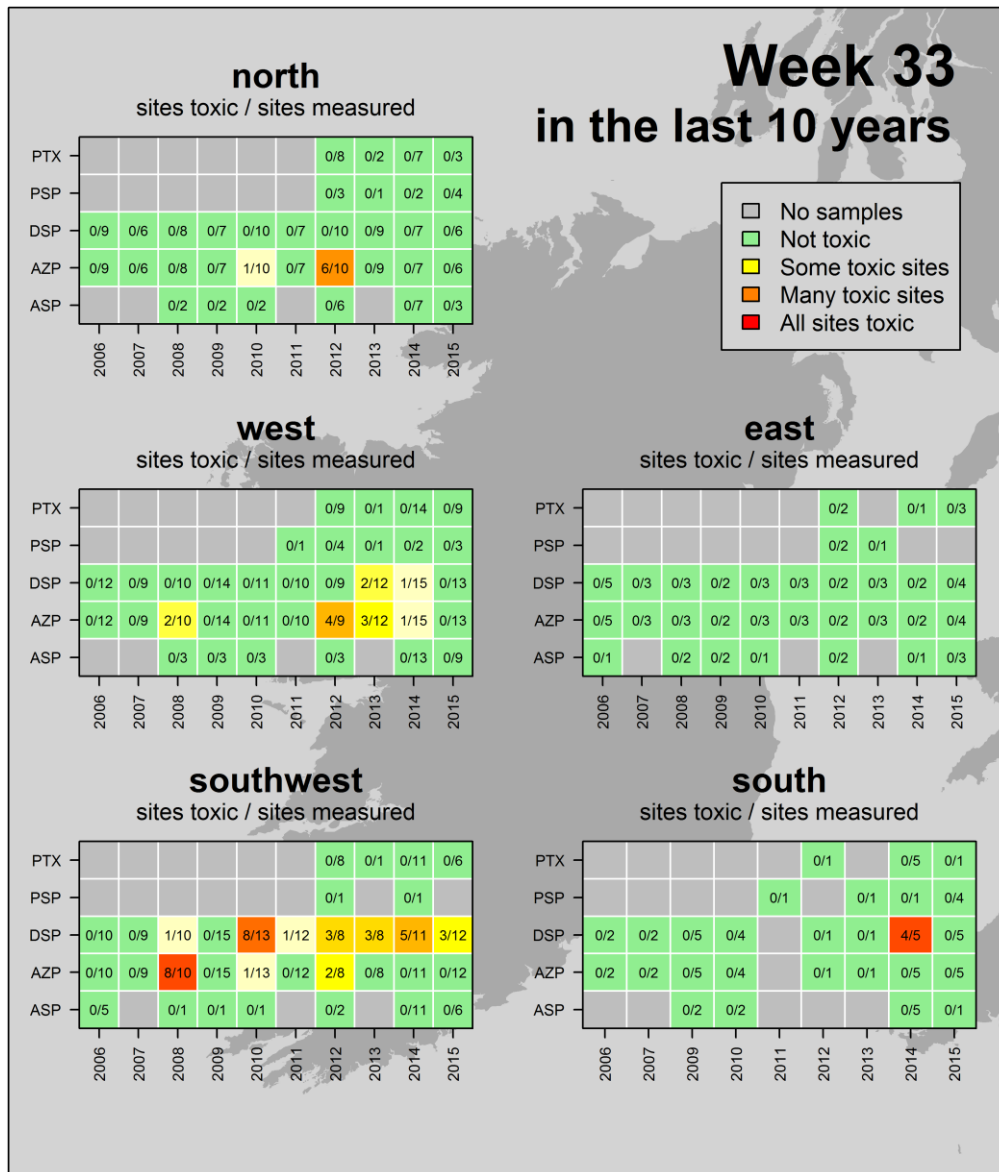 Week 33
in the last 10 years
No samples
Not toxic
Some toxic sites
Many toxic sites
All sites toxic
north
sites toxic / sites measured
PTX 0/8 0/2 0/7 0/3
PSP 0/3 0/1 0/2 0/4
DSP 0/9 0/6 0/8 0/7 0/10 0/7 0/10 0/9 0/7 0/6
AZP 0/9 0/6 0/8 0/7 1/10 0/7 6/10 0/9 0/7 0/6
ASP 0/2 0/2 0/2 0/6 0/7 0/3
2006 2007 2008 2009 2010 2011 2012 2013 2014 2015
west
sites toxic / sites measured
PTX 0/9 0/1 0/14 0/9
PSP 0/1 0/4 0/1 0/2 0/3
DSP 0/12 0/9 0/10 0/14 0/11 0/10 0/9 2/12 1/15 0/13
AZP 0/12 0/9 2/10 0/14 0/11 0/10 4/9 3/12 1/15 0/13
ASP 0/3 0/3 0/3 0/3 0/13 0/9
2006 2007 2008 2009 2010 2011 2012 2013 2014 2015
east
sites toxic / sites measured
PTX 0/2 0/1 0/3
PSP 0/2 0/1
DSP 0/5 0/3 0/3 0/2 0/3 0/3 0/2 0/3 0/2 0/4
AZP 0/5 0/3 0/3 0/2 0/3 0/3 0/2 0/3 0/2 0/4
ASP 0/1 0/2 0/2 0/1 0/2 0/1 0/3
2006 2007 2008 2009 2010 2011 2012 2013 2014 2015
southwest
sites toxic / sites measured
PTX 0/8 0/1 0/11 0/6
PSP 0/1 0/1
DSP 0/10 0/9 1/10 0/15 8/13 1/12 3/8 3/8 5/11 3/12
AZP 0/10 0/9 8/10 0/15 1/13 0/12 2/8 0/8 0/11 0/12
ASP 0/5 0/1 0/1 0/1 0/2 0/11 0/6
2006 2007 2008 2009 2010 2011 2012 2013 2014 2015
south
sites toxic / sites measured
PTX 0/1 0/5 0/1
PSP 0/1 0/1 0/1 0/4
DSP 0/2 0/2 0/5 0/4 0/1 0/1 4/5 0/5
AZP 0/2 0/2 0/5 0/4 0/1 0/1 0/5 0/5
ASP 0/2 0/2 0/5 0/1
2006 2007 2008 2009 2010 2011 2012 2013 2014 2015